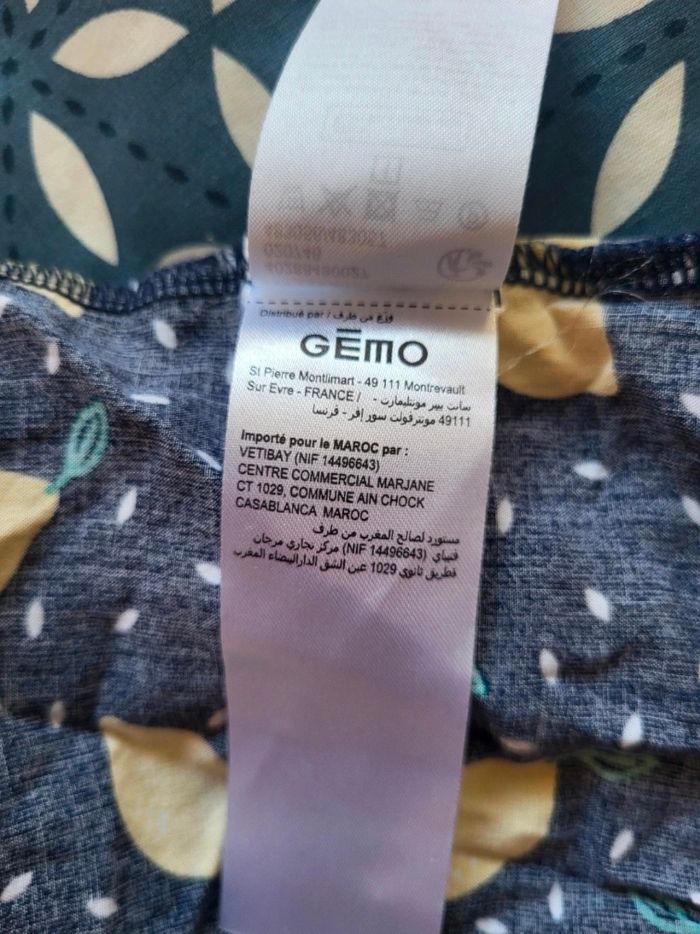 Distribué par / وزع من طرف
GĒMO
St Pierre Montlimart - 49 111 Montrevault
Sur Evre - FRANCE / سانت بيير مونتليمارت -
49111 مونترفولت سور إفر - فرنسا
Importé pour le MAROC par :
VETIBAY (NIF 14496643)
CENTRE COMMERCIAL MARJANE
CT 1029, COMMUNE AIN CHOCK
CASABLANCA MAROC
مستورد لصالح المغرب من طرف
فتيباي (NIF 14496643) مركز تجاري مرجان
قطريق ثانوي 1029 عين الشق الدارالبيضاء المغرب